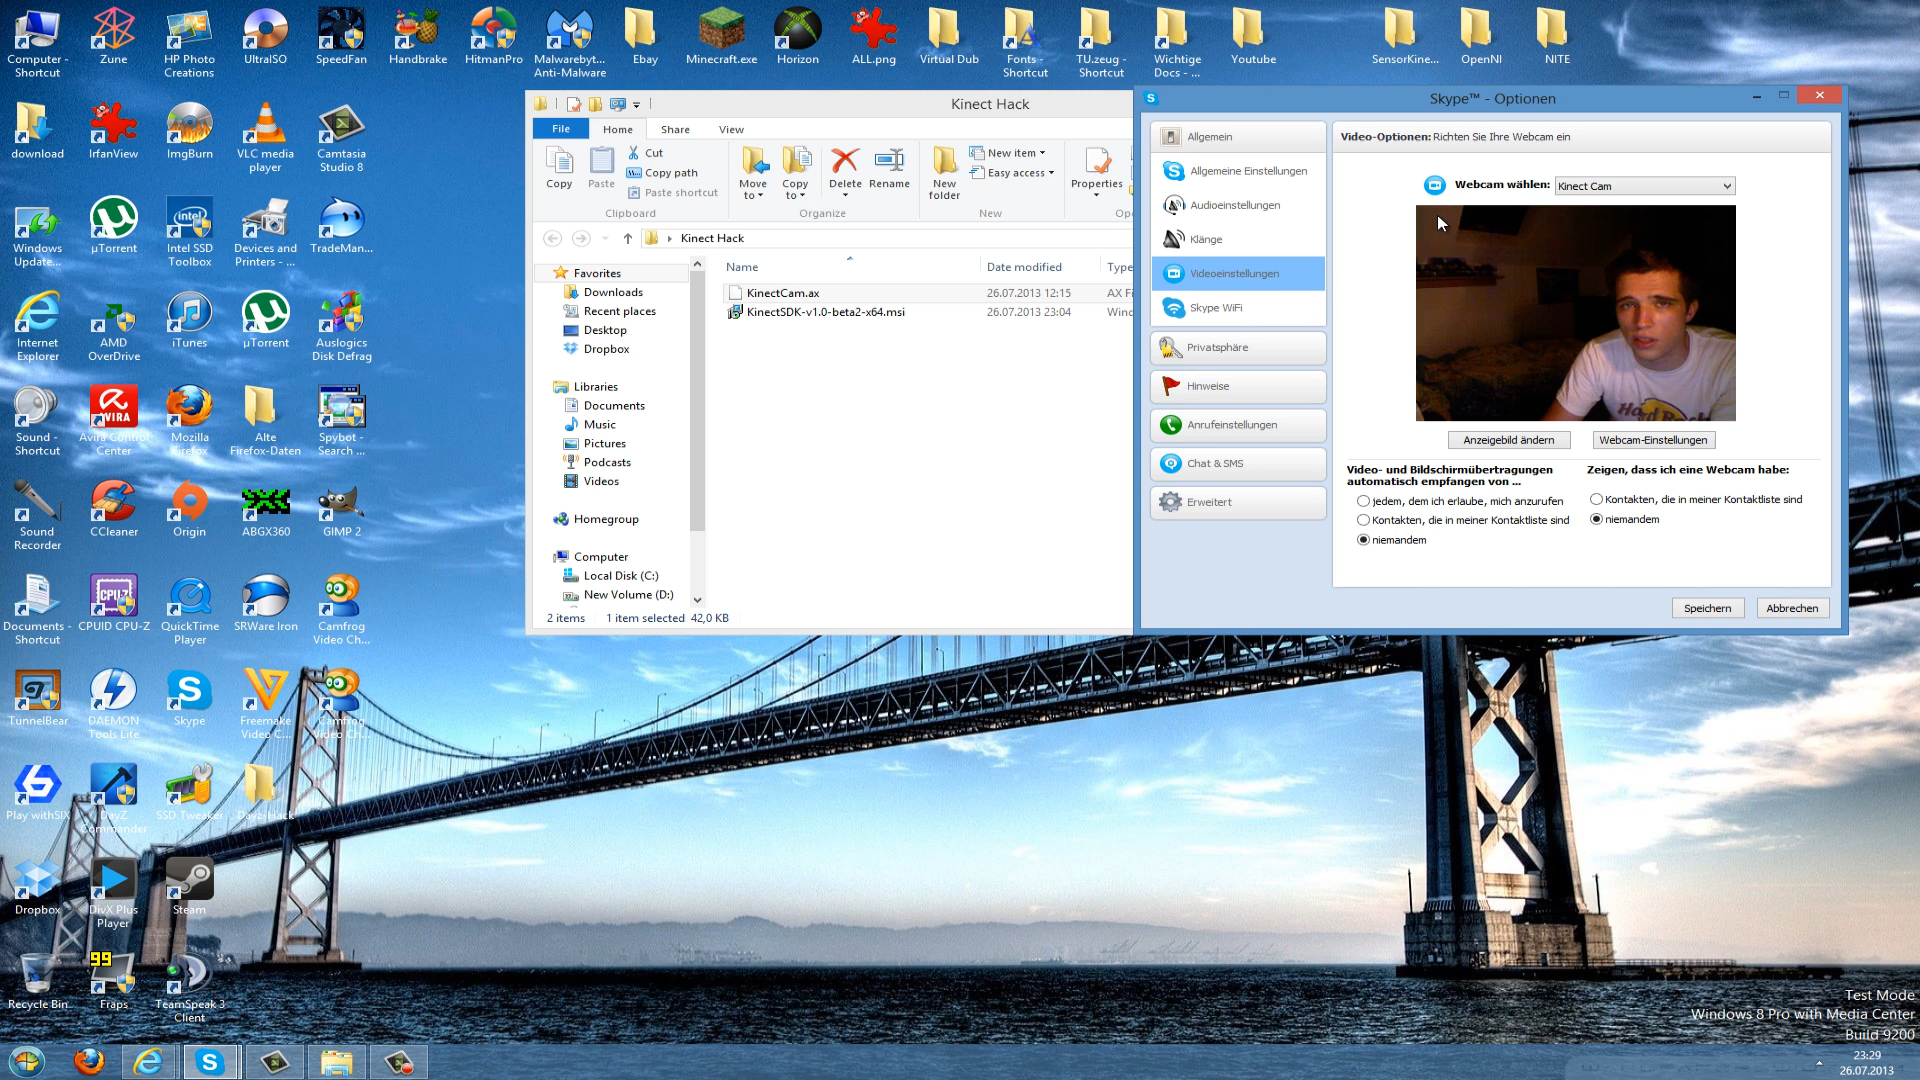 Computer - Shortcut
Zune
HP Photo Creations
UltraISO
SpeedFan
Handbrake
HitmanPro
Malwarebyt... Anti-Malware
Ebay
Minecraft.exe
Horizon
ALL.png
Virtual Dub
Fonts - Shortcut
TU.zeug - Shortcut
Wichtige Docs - ...
Youtube
SensorKine...
OpenNI
NITE
download
IrfanView
ImgBurn
VLC media player
Camtasia Studio 8
Windows Update...
µTorrent
Intel SSD Toolbox
Devices and Printers - ...
TradeMan...
Internet Explorer
AMD OverDrive
iTunes
µTorrent
Auslogics Disk Defrag
Sound - Shortcut
Avira Control Center
Mozilla Firefox
Alte Firefox-Daten
Spybot - Search ...
Sound Recorder
CCleaner
Origin
ABGX360
GIMP 2
Documents - Shortcut
CPUID CPU-Z
QuickTime Player
SRWare Iron
Camfrog Video Ch...
TunnelBear
DAEMON Tools Lite
Skype
Freemake Video C...
Camfrog Video Ch...
Play withSIX
DayZ Commander
SSD Tweaker
Dayz-Hack
Dropbox
DivX Plus Player
Steam
Recycle Bin
99
Fraps
TeamSpeak 3 Client
Kinect Hack
File
Home
Share
View
Copy
Paste
Cut
Copy path
Paste shortcut
Clipboard
Move to
Copy to
Delete
Rename
Organize
New folder
New item
Easy access
New
Properties
Kinect Hack
Favorites
Downloads
Recent places
Desktop
Dropbox
Libraries
Documents
Music
Pictures
Podcasts
Videos
Homegroup
Computer
Local Disk (C:)
New Volume (D:)
Name
Date modified
Type
KinectCam.ax
26.07.2013 12:15
AX Fi
KinectSDK-v1.0-beta2-x64.msi
26.07.2013 23:04
Winc
2 items
1 item selected 42,0 KB
Skype™ - Optionen
Allgemein
Allgemeine Einstellungen
Audioeinstellungen
Klänge
Videoeinstellungen
Skype WiFi
Privatsphäre
Hinweise
Anrufeinstellungen
Chat & SMS
Erweitert
Video-Optionen: Richten Sie Ihre Webcam ein
Webcam wählen:
Kinect Cam
Anzeigebild ändern
Webcam-Einstellungen
Video- und Bildschirmübertragungen
automatisch empfangen von ...
jedem, dem ich erlaube, mich anzurufen
Kontakten, die in meiner Kontaktliste sind
niemandem
Zeigen, dass ich eine Webcam habe:
Kontakten, die in meiner Kontaktliste sind
niemandem
Speichern
Abbrechen
Test Mode
Windows 8 Pro with Media Center
Build 9200
23:29
26.07.2013